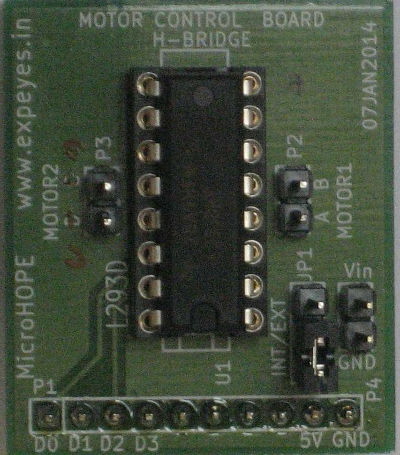 MOTOR CONTROL BOARD
H-BRIDGE
www.expeyes.in
MicroHOPE
07JAN2014
P3
MOTOR2
P2
B
A
MOTOR1
L293D
U1
JP1
INT/EXT
Vin
GND
P4
P1
D0 D1 D2 D3 5V GND